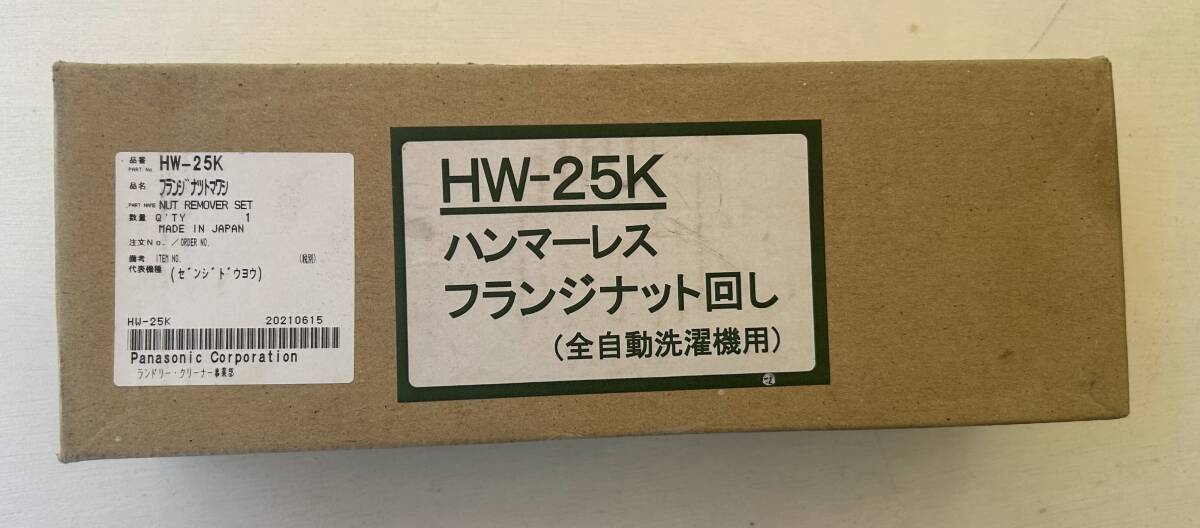 品番 HW-25K
PART No.
品名 フランジナットマワシ
PART NAME NUT REMOVER SET
数量 Q'TY 1
MADE IN JAPAN
注文No. / ORDER NO.
備考 ITEM NO. (税別)
代表機種 (ゼンジドウヨウ)
HW-25K 20210615
Panasonic Corporation
ランドリー・クリーナー事業部
HW-25K
ハンマーレス
フランジナット回し
(全自動洗濯機用)